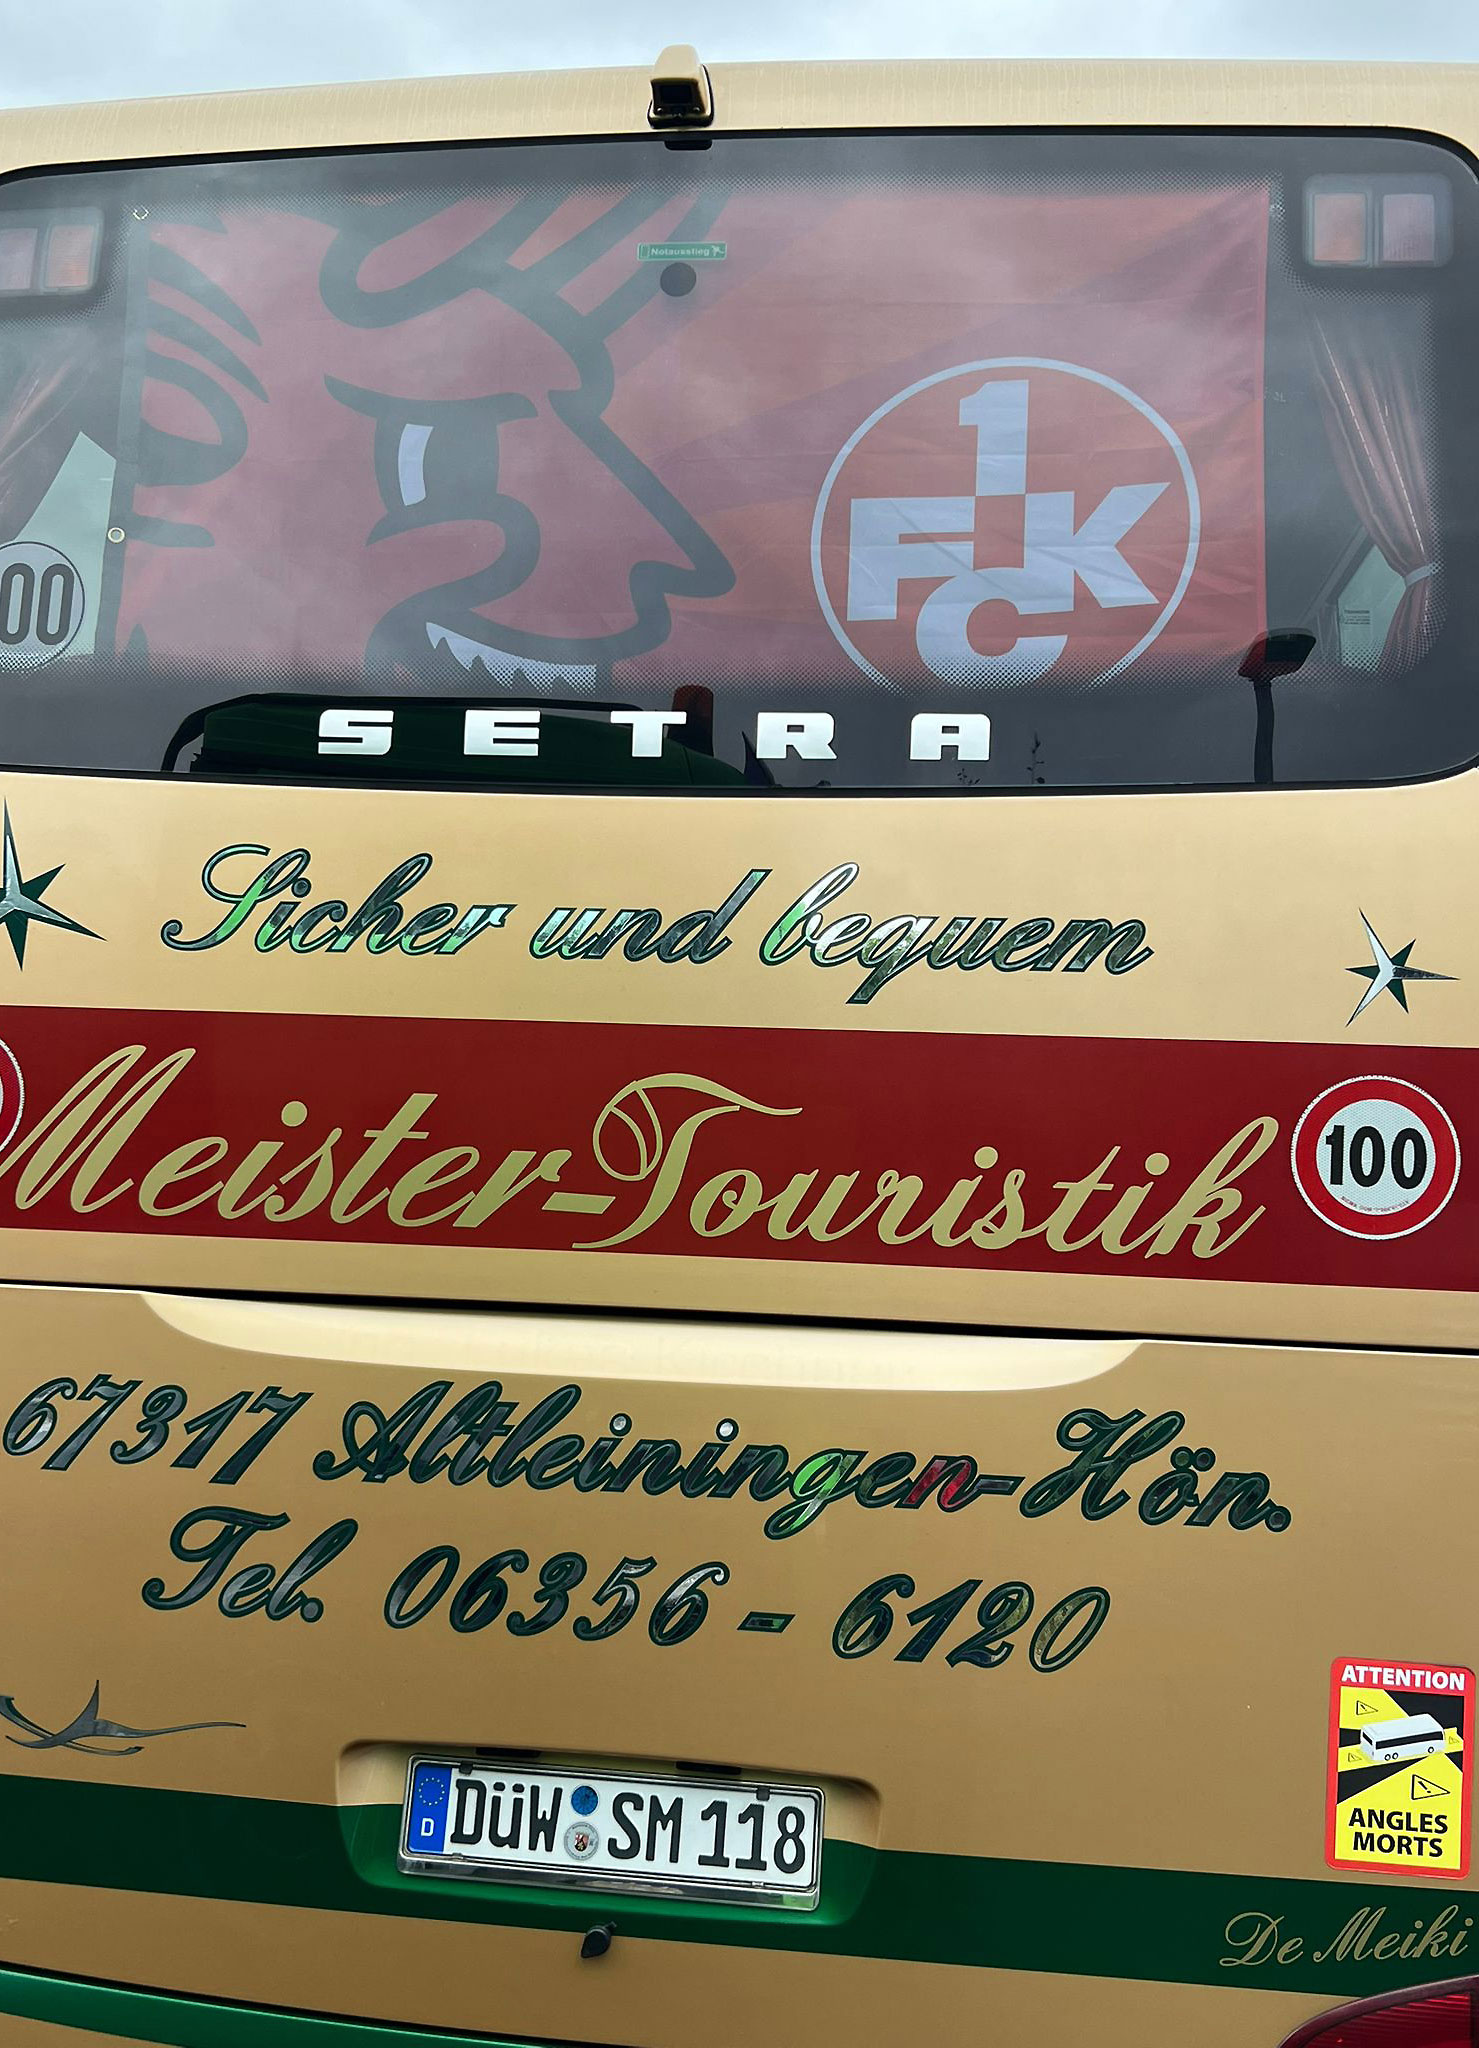 Notausstieg
1
FCK
00
SETRA
Sicher und bequem
Meister-Touristik
100
67317 Altleiningen-Hön.
Tel. 06356 - 6120
ATTENTION
ANGLES
MORTS
D DÜW SM 118
De Meiki